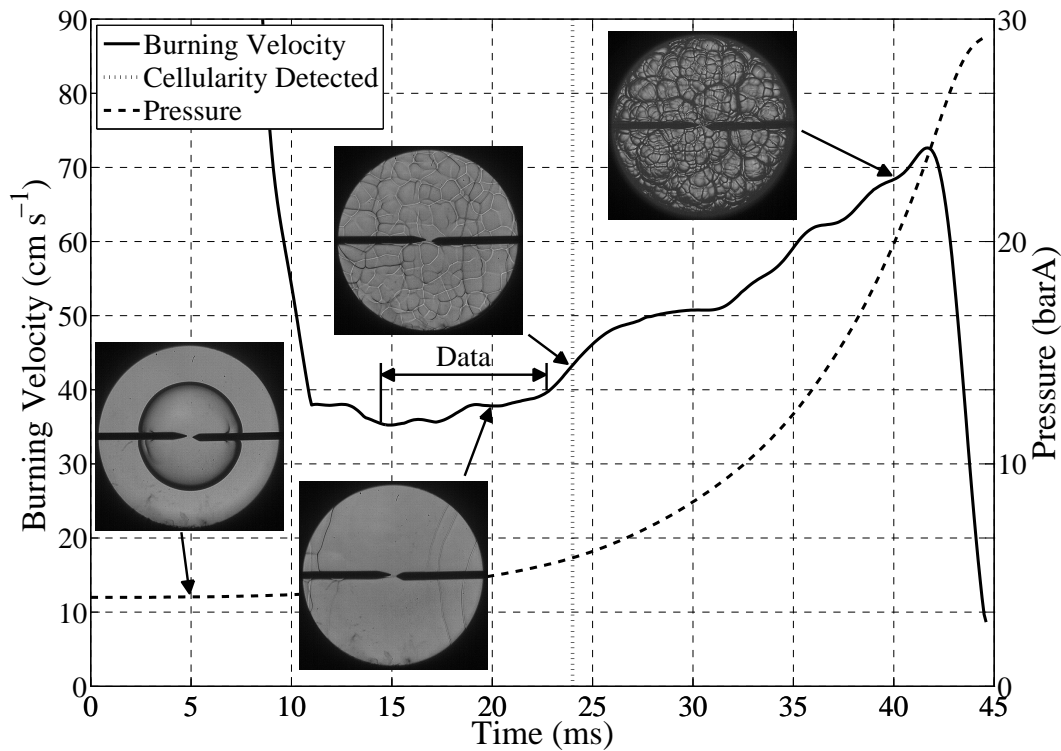 Burning Velocity
Cellularity Detected
Pressure
Data
Burning Velocity (cm s⁻¹)
90
80
70
60
50
40
30
20
10
0
Pressure (barA)
30
20
10
0
0 5 10 15 20 25 30 35 40 45
Time (ms)